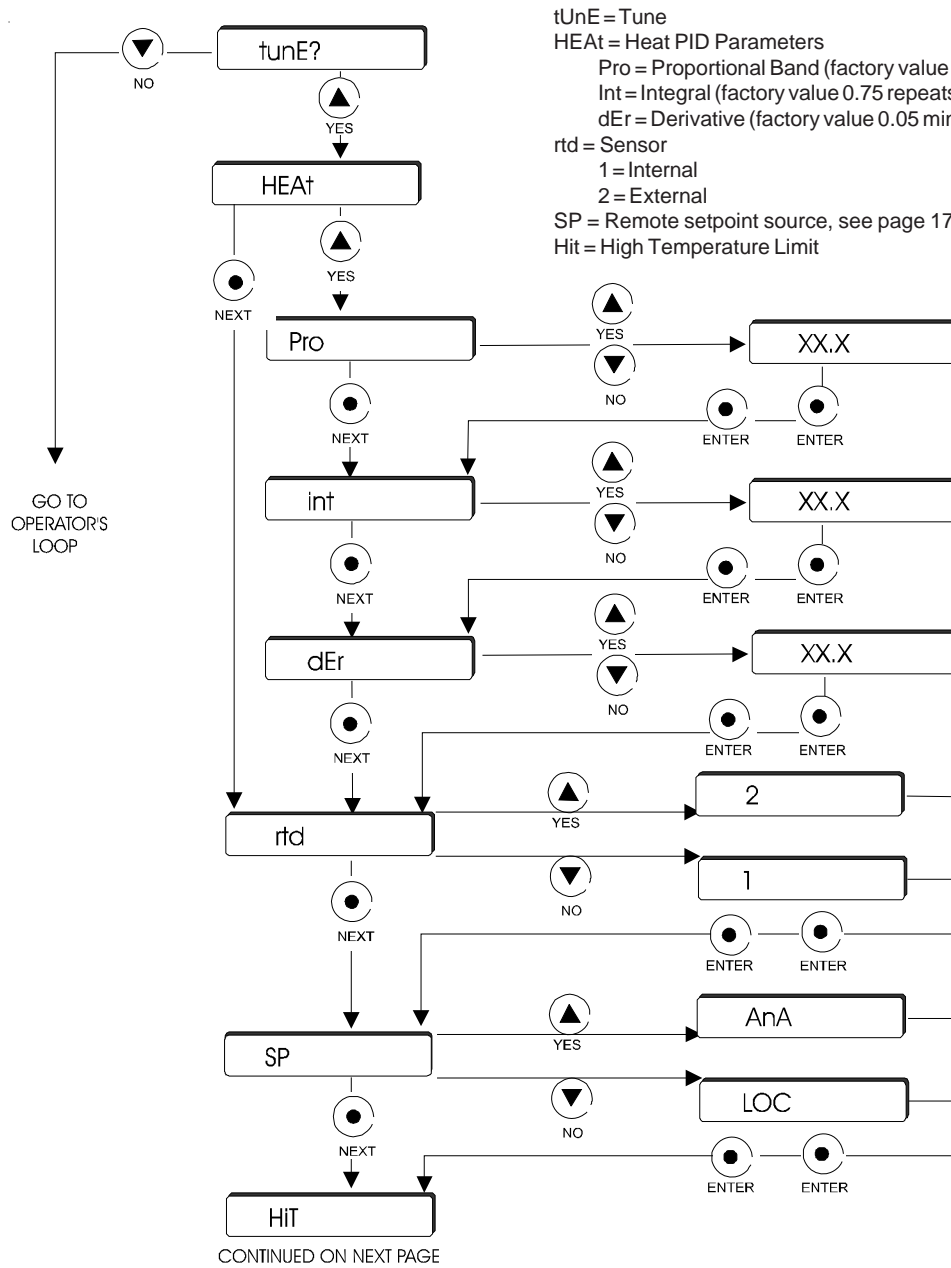 tUnE = Tune
HEAt = Heat PID Parameters
Pro = Proportional Band (factory value
Int = Integral (factory value 0.75 repeats
dEr = Derivative (factory value 0.05 min
rtd = Sensor
1 = Internal
2 = External
SP = Remote setpoint source, see page 17
Hit = High Temperature Limit
tunE?
NO
YES
HEAt
YES
NEXT
Pro
YES
NO
XX.X
NEXT
ENTER
ENTER
int
YES
NO
XX.X
GO TO
OPERATOR'S
LOOP
NEXT
ENTER
ENTER
dEr
YES
NO
XX.X
NEXT
ENTER
ENTER
rtd
YES
2
NO
1
NEXT
ENTER
ENTER
SP
YES
AnA
NO
LOC
NEXT
ENTER
ENTER
HiT
CONTINUED ON NEXT PAGE